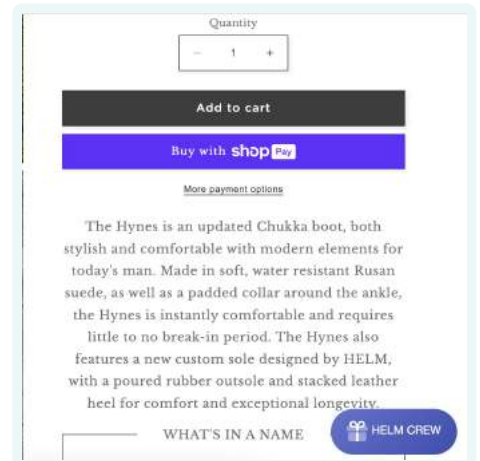 Quantity
− 1 +
Add to cart
Buy with shop Pay
More payment options
The Hynes is an updated Chukka boot, both
stylish and comfortable with modern elements for
today's man. Made in soft, water resistant Rusan
suede, as well as a padded collar around the ankle,
the Hynes is instantly comfortable and requires
little to no break-in period. The Hynes also
features a new custom sole designed by HELM,
with a poured rubber outsole and stacked leather
heel for comfort and exceptional longevity.
WHAT'S IN A NAME
HELM CREW